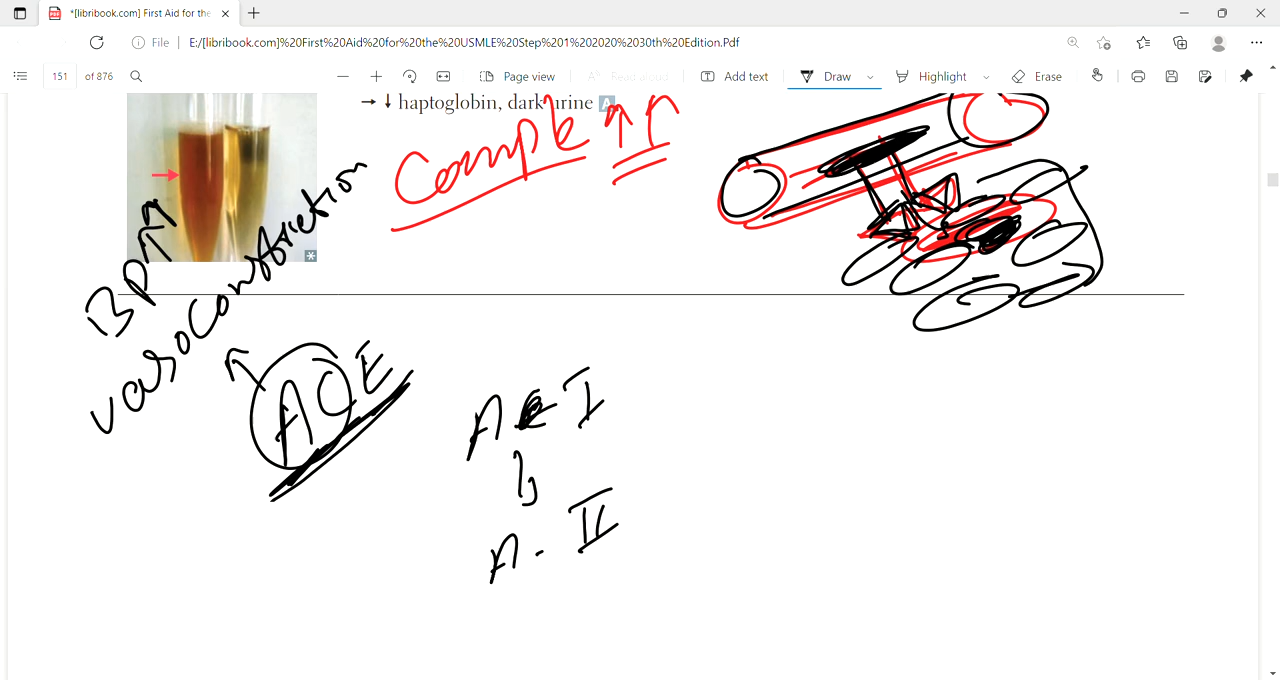 *[libribook.com] First Aid for the
File E:/[libribook.com]%20First%20Aid%20for%20the%20USMLE%20Step%201%202020%2030th%20Edition.Pdf
151 of 876 Page view Read aloud Add text Draw Highlight Erase
→ ↓ haptoglobin, dark urine A
Comple ↑↑
BP ↑↑
vasoconstriction
ACE
A I
A - II